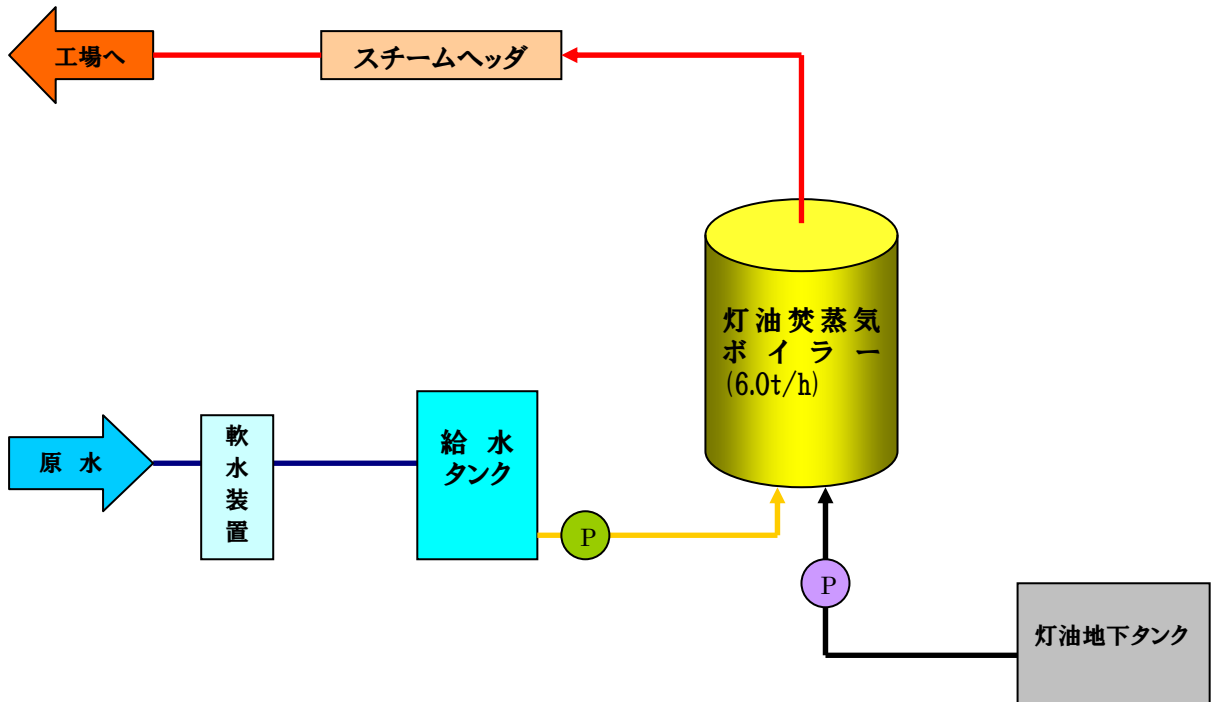 工場へ
スチームヘッダ
灯油焚蒸気
ボイラー
(6.0t/h)
原水
軟水装置
給水
タンク
P
P
灯油地下タンク